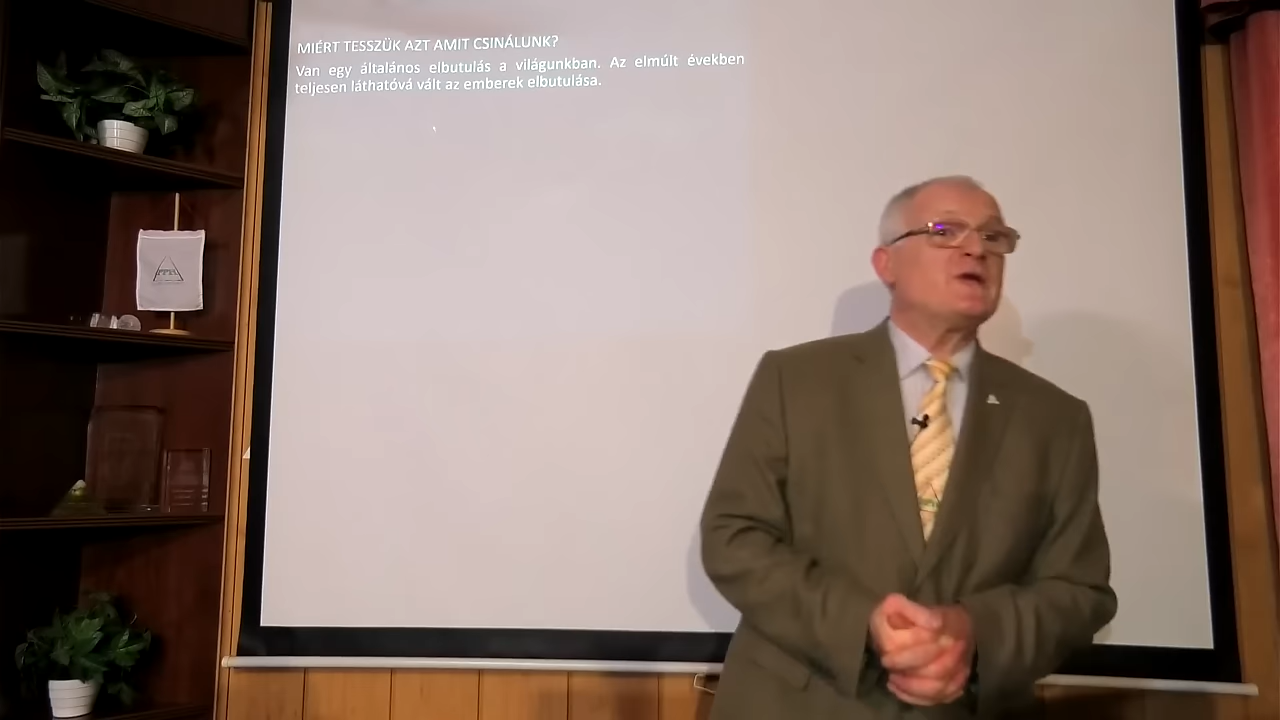 MIÉRT TESSZÜK AZT AMIT CSINÁLUNK?
Van egy általános elbutulás a világunkban. Az elmúlt években
teljesen láthatóvá vált az emberek elbutulása.